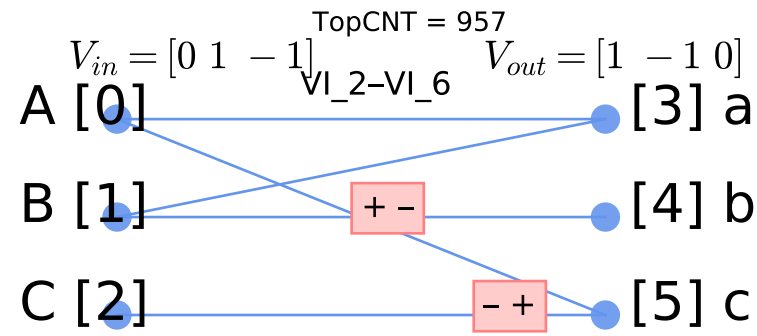 TopCNT = 957
V_in = [0 1 −1] V_out = [1 −1 0]
VI_2–VI_6
A [0] [3] a
B [1] + – [4] b
C [2] – + [5] c